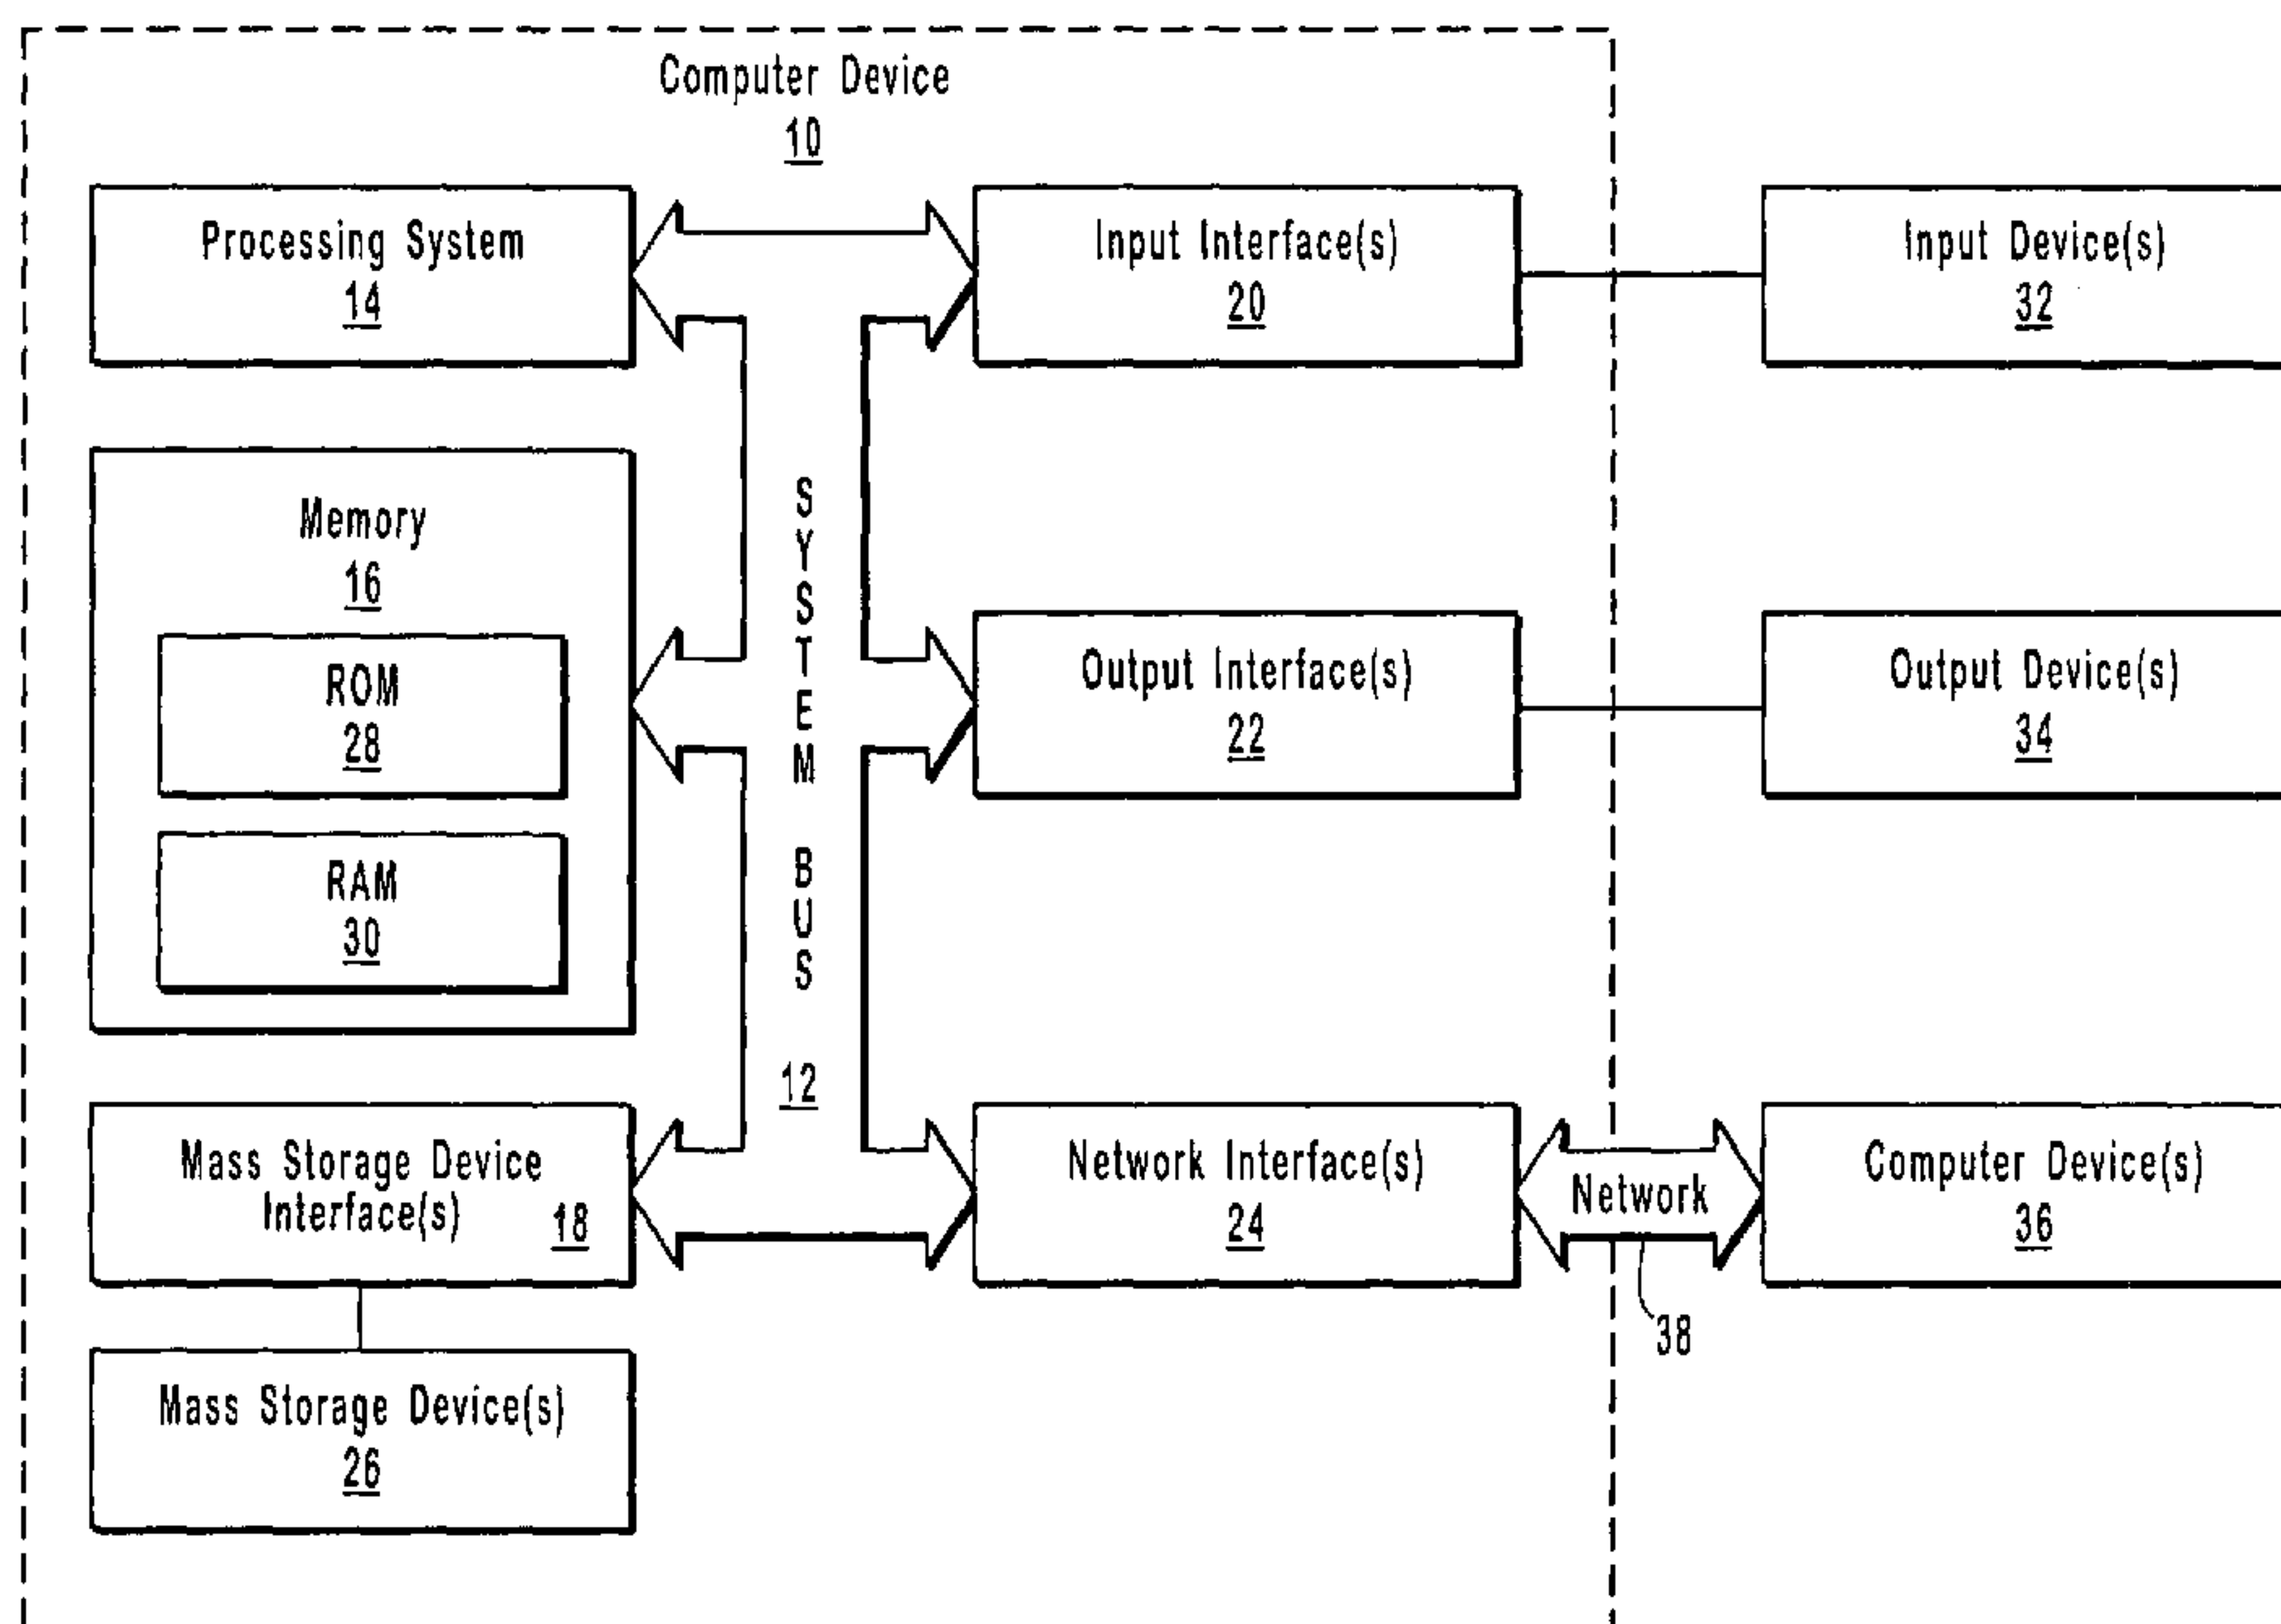 Computer Device
10
Processing System
14
Input Interface(s)
20
Input Device(s)
32
Memory
16
ROM
28
RAM
30
SYSTEM BUS
12
Output Interface(s)
22
Output Device(s)
34
Mass Storage Device
Interface(s)
18
Network Interface(s)
24
Network
38
Computer Device(s)
36
Mass Storage Device(s)
26